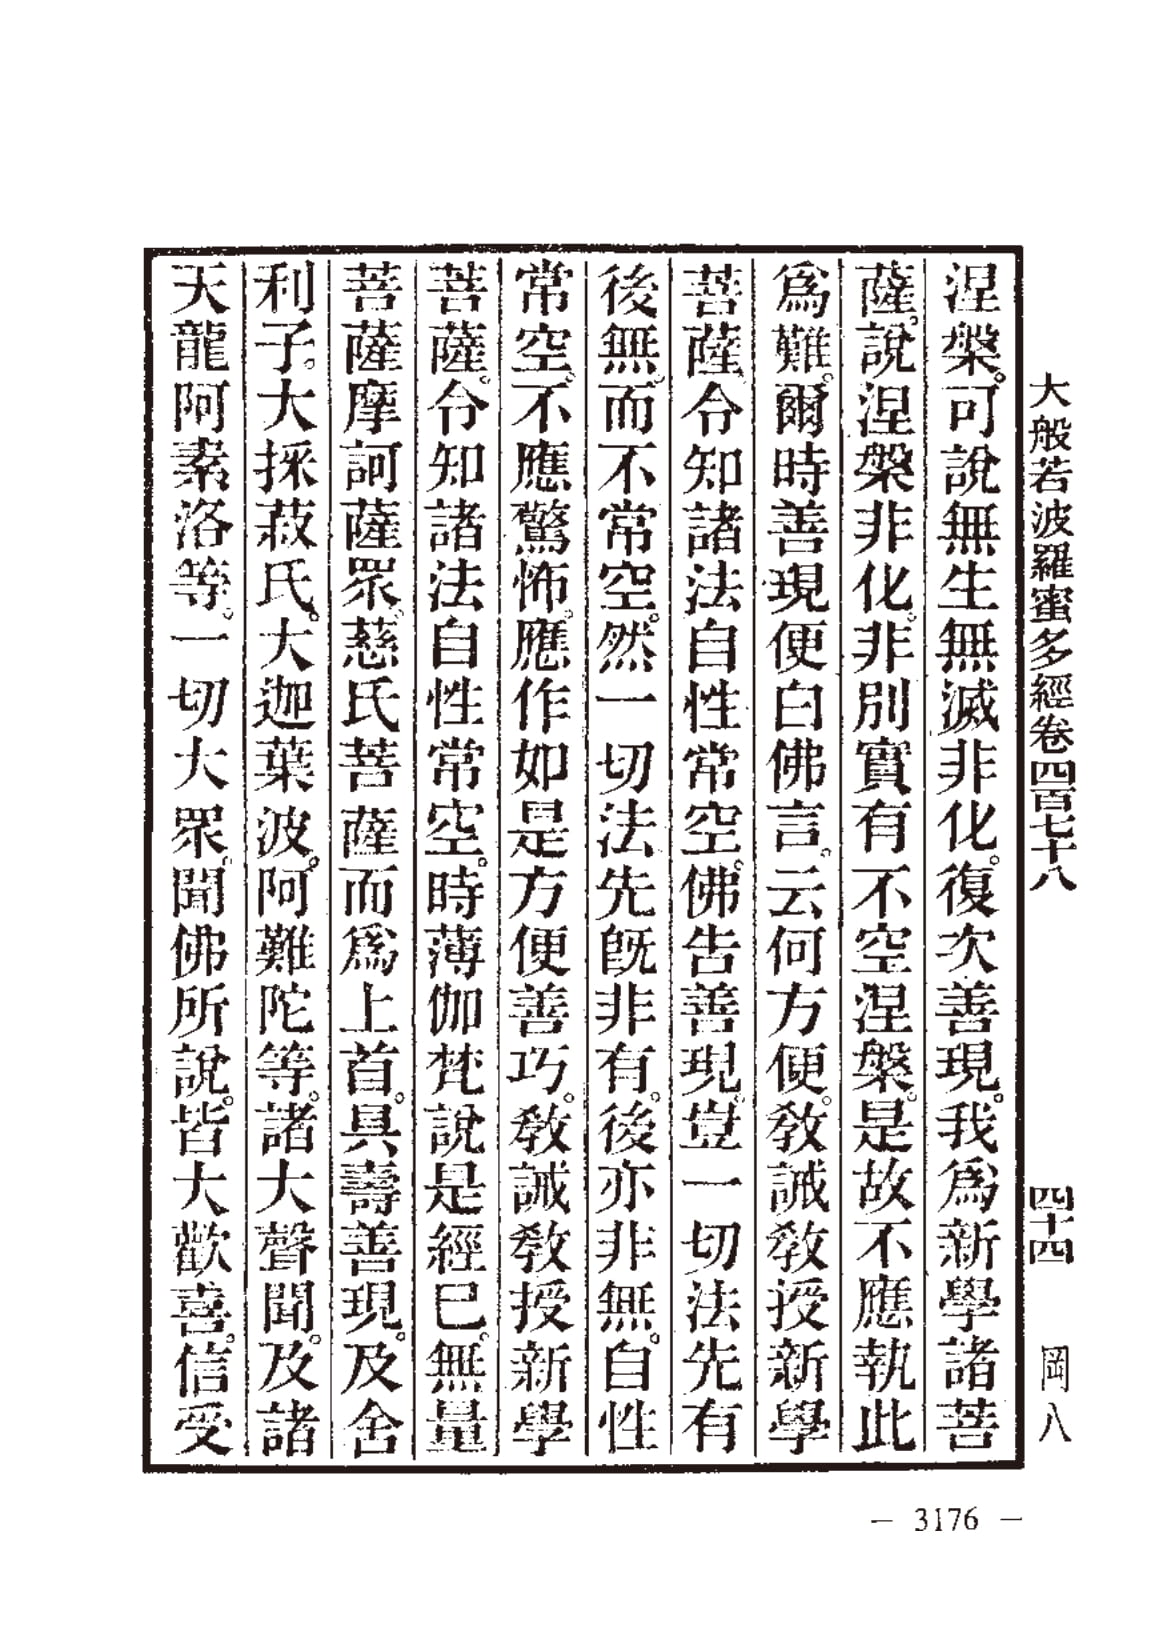 大般若波羅蜜多經卷四百七十八　四十四　岡八
涅槃。可說無生無滅非化。復次善現。我爲新學諸菩
薩。說涅槃非化。非別實有不空涅槃。是故不應執此
爲難。爾時善現便白佛言。云何方便。敎誡敎授新學
菩薩。令知諸法自性常空。佛告善現。豈一切法先有
後無。而不常空。然一切法先旣非有。後亦非無。自性
常空。不應驚怖。應作如是方便善巧。敎誡敎授新學
菩薩。令知諸法自性常空。時薄伽梵說是經已。無量
菩薩摩訶薩眾。慈氏菩薩而爲上首。具壽善現。及舍
利子。大採菽氏。大迦葉波。阿難陀等。諸大聲聞。及諸
天龍阿素洛等。一切大眾。聞佛所說。皆大歡喜。信受
— 3176 —